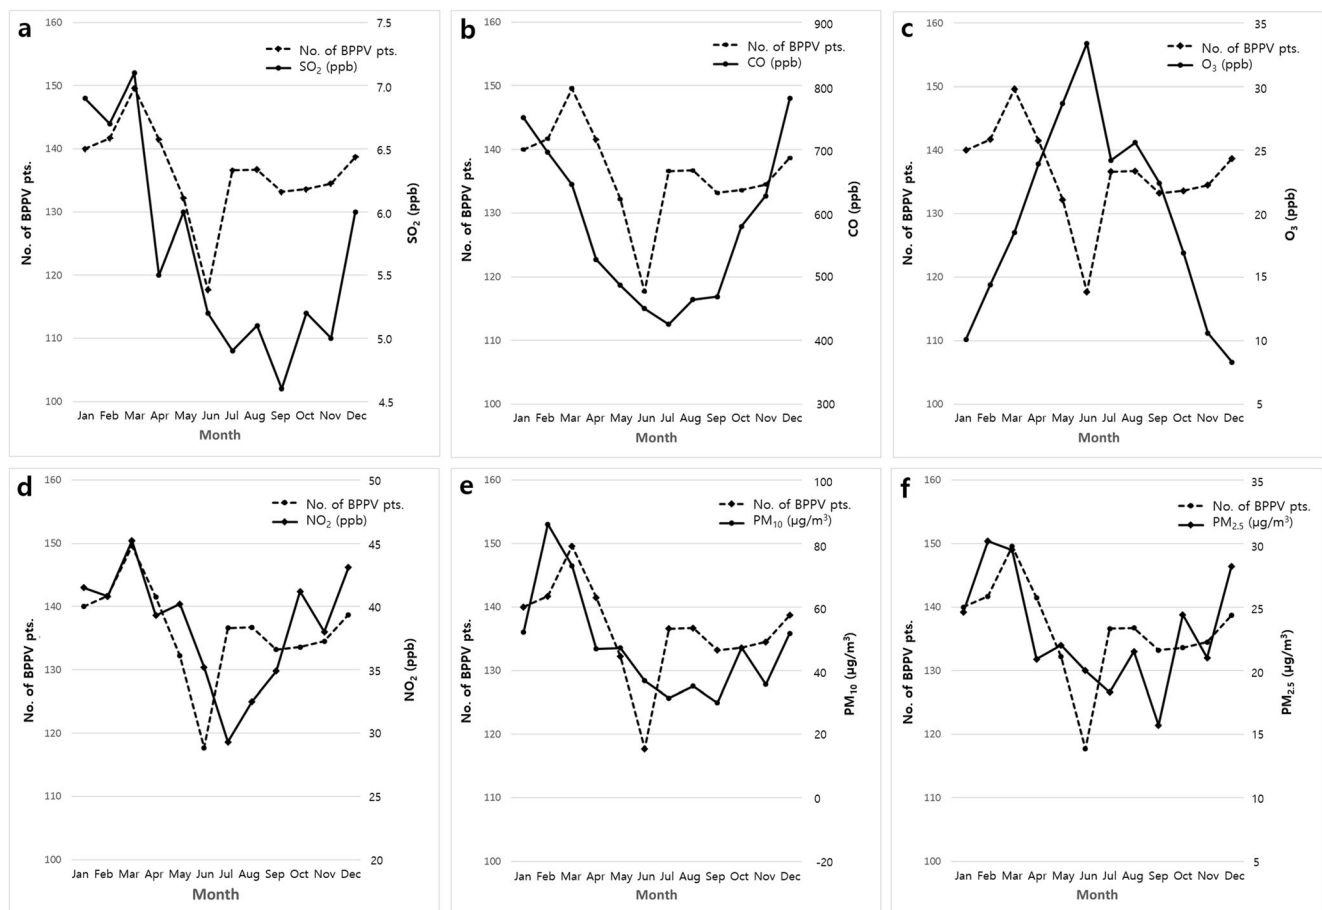 a
No. of BPPV pts.
SO₂ (ppb)
160
150
140
130
120
110
100
7.5
7.0
6.5
6.0
5.5
5.0
4.5
No. of BPPV pts.
SO₂ (ppb)
Jan Feb Mar Apr May Jun Jul Aug Sep Oct Nov Dec
Month
b
No. of BPPV pts.
CO (ppb)
160
150
140
130
120
110
100
900
800
700
600
500
400
300
No. of BPPV pts.
CO (ppb)
Jan Feb Mar Apr May Jun Jul Aug Sep Oct Nov Dec
Month
c
No. of BPPV pts.
O₃ (ppb)
160
150
140
130
120
110
100
35
30
25
20
15
10
5
No. of BPPV pts.
O₃ (ppb)
Jan Feb Mar Apr May Jun Jul Aug Sep Oct Nov Dec
Month
d
No. of BPPV pts.
NO₂ (ppb)
160
150
140
130
120
110
100
50
45
40
35
30
25
20
No. of BPPV pts.
NO₂ (ppb)
Jan Feb Mar Apr May Jun Jul Aug Sep Oct Nov Dec
Month
e
No. of BPPV pts.
PM₁₀ (μg/m³)
160
150
140
130
120
110
100
100
80
60
40
20
0
-20
No. of BPPV pts.
PM₁₀ (μg/m³)
Jan Feb Mar Apr May Jun Jul Aug Sep Oct Nov Dec
Month
f
No. of BPPV pts.
PM₂.₅ (μg/m³)
160
150
140
130
120
110
100
35
30
25
20
15
10
5
No. of BPPV pts.
PM₂.₅ (μg/m³)
Jan Feb Mar Apr May Jun Jul Aug Sep Oct Nov Dec
Month